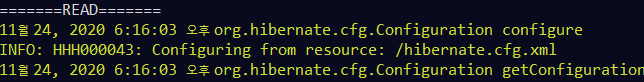 =======READ=======
11월 24, 2020 6:16:03 오후 org.hibernate.cfg.Configuration configure
INFO: HHH000043: Configuring from resource: /hibernate.cfg.xml
11월 24, 2020 6:16:03 오후 org.hibernate.cfg.Configuration getConfiguration